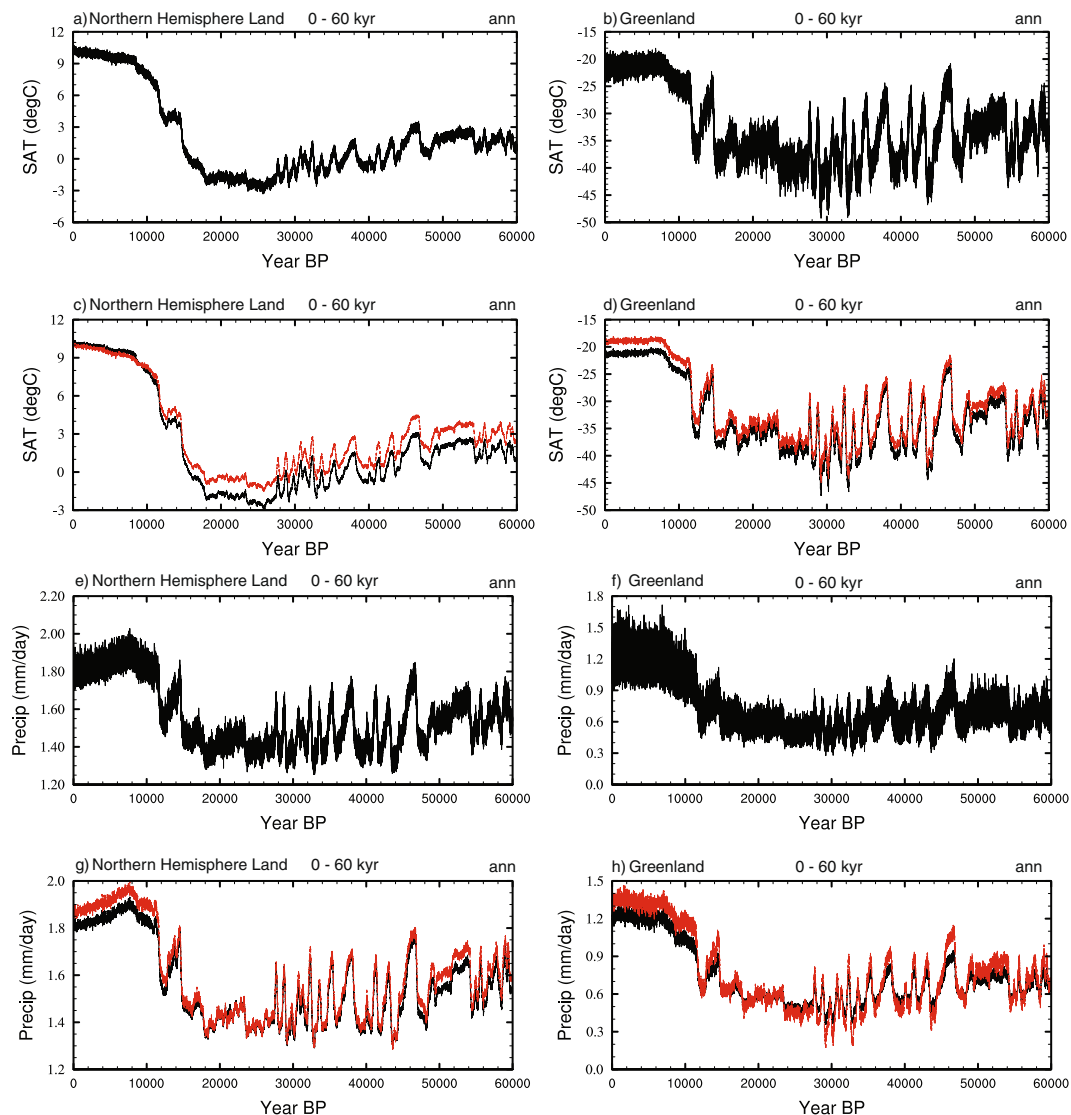 a) Northern Hemisphere Land 0 - 60 kyr ann
12
9
6
3
0
-3
-6
SAT (degC)
0 10000 20000 30000 40000 50000 60000
Year BP
b) Greenland 0 - 60 kyr ann
-15
-20
-25
-30
-35
-40
-45
-50
SAT (degC)
0 10000 20000 30000 40000 50000 60000
Year BP
c) Northern Hemisphere Land 0 - 60 kyr ann
12
9
6
3
0
-3
SAT (degC)
0 10000 20000 30000 40000 50000 60000
Year BP
d) Greenland 0 - 60 kyr ann
-15
-20
-25
-30
-35
-40
-45
-50
SAT (degC)
0 10000 20000 30000 40000 50000 60000
Year BP
e) Northern Hemisphere Land 0 - 60 kyr ann
2.20
2.00
1.80
1.60
1.40
1.20
Precip (mm/day)
0 10000 20000 30000 40000 50000 60000
Year BP
f) Greenland 0 - 60 kyr ann
1.8
1.5
1.2
0.9
0.6
0.3
0.0
Precip (mm/day)
0 10000 20000 30000 40000 50000 60000
Year BP
g) Northern Hemisphere Land 0 - 60 kyr ann
2.0
1.8
1.6
1.4
1.2
Precip (mm/day)
0 10000 20000 30000 40000 50000 60000
Year BP
h) Greenland 0 - 60 kyr ann
1.5
1.2
0.9
0.6
0.3
0.0
Precip (mm/day)
0 10000 20000 30000 40000 50000 60000
Year BP